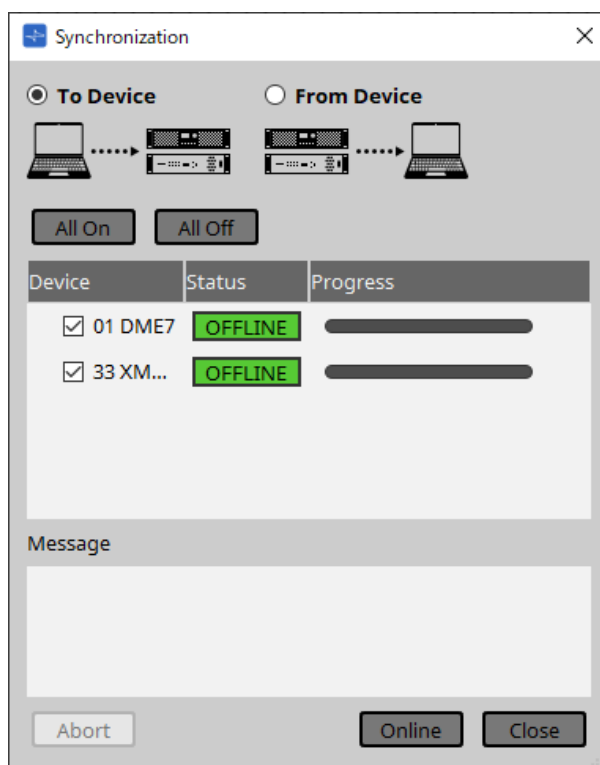 Synchronization
To Device From Device
All On All Off
Device Status Progress
01 DME7 OFFLINE
33 XM... OFFLINE
Message
Abort Online Close